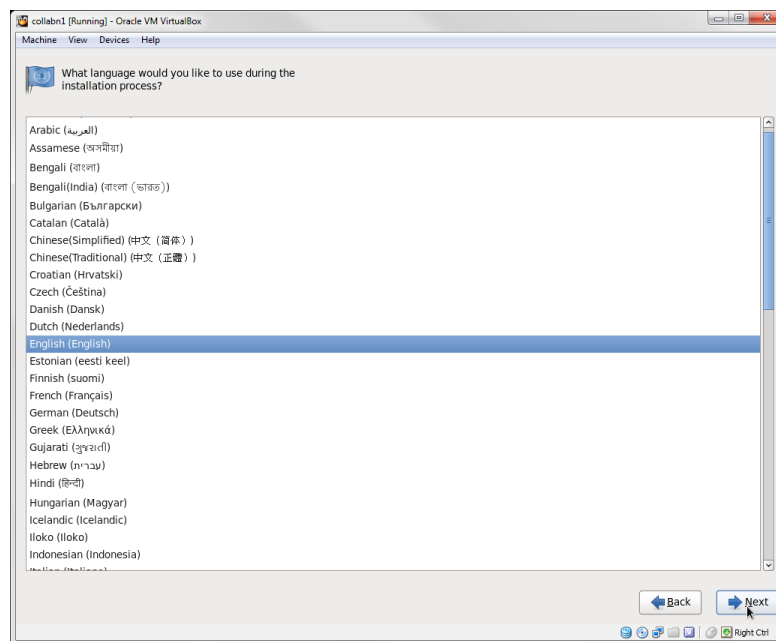 collabn1 [Running] - Oracle VM VirtualBox
Machine View Devices Help
What language would you like to use during the
installation process?
Arabic (العربية)
Assamese (অসমীয়া)
Bengali (বাংলা)
Bengali(India) (বাংলা (ভারত))
Bulgarian (Български)
Catalan (Català)
Chinese(Simplified) (中文（简体）)
Chinese(Traditional) (中文（正體）)
Croatian (Hrvatski)
Czech (Čeština)
Danish (Dansk)
Dutch (Nederlands)
English (English)
Estonian (eesti keel)
Finnish (suomi)
French (Français)
German (Deutsch)
Greek (Ελληνικά)
Gujarati (ગુજરાતી)
Hebrew (עברית)
Hindi (हिन्दी)
Hungarian (Magyar)
Icelandic (Icelandic)
Iloko (Iloko)
Indonesian (Indonesia)
Italian (Italiano)
Back Next
Right Ctrl